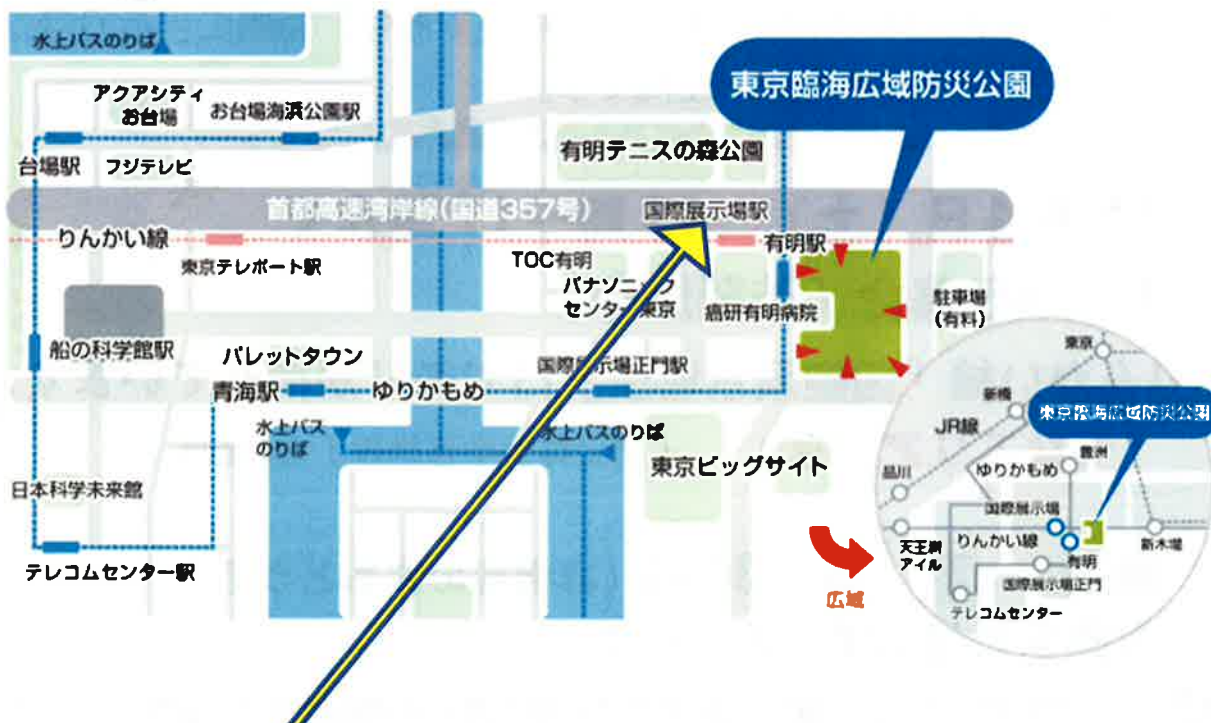 水上バスのりば
東京臨海広域防災公園
アクアシティ
お台場
お台場海浜公園駅
有明テニスの森公園
台場駅
フジテレビ
首都高速湾岸線(国道357号)
国際展示場駅
りんかい線
有明駅
東京テレポート駅
TOC有明
パナソニック
センター東京
癌研有明病院
駐車場
(有料)
船の科学館駅
パレットタウン
国際展示場正門駅
青海駅
ゆりかもめ
水上バス
のりば
水上バスのりば
東京ビッグサイト
日本科学未来館
テレコムセンター駅
広域
東京
新橋
東京臨海広域防災公園
JR線
豊洲
品川
ゆりかもめ
国際展示場
天王洲
アイル
りんかい線
新木場
有明
国際展示場正門
テレコムセンター